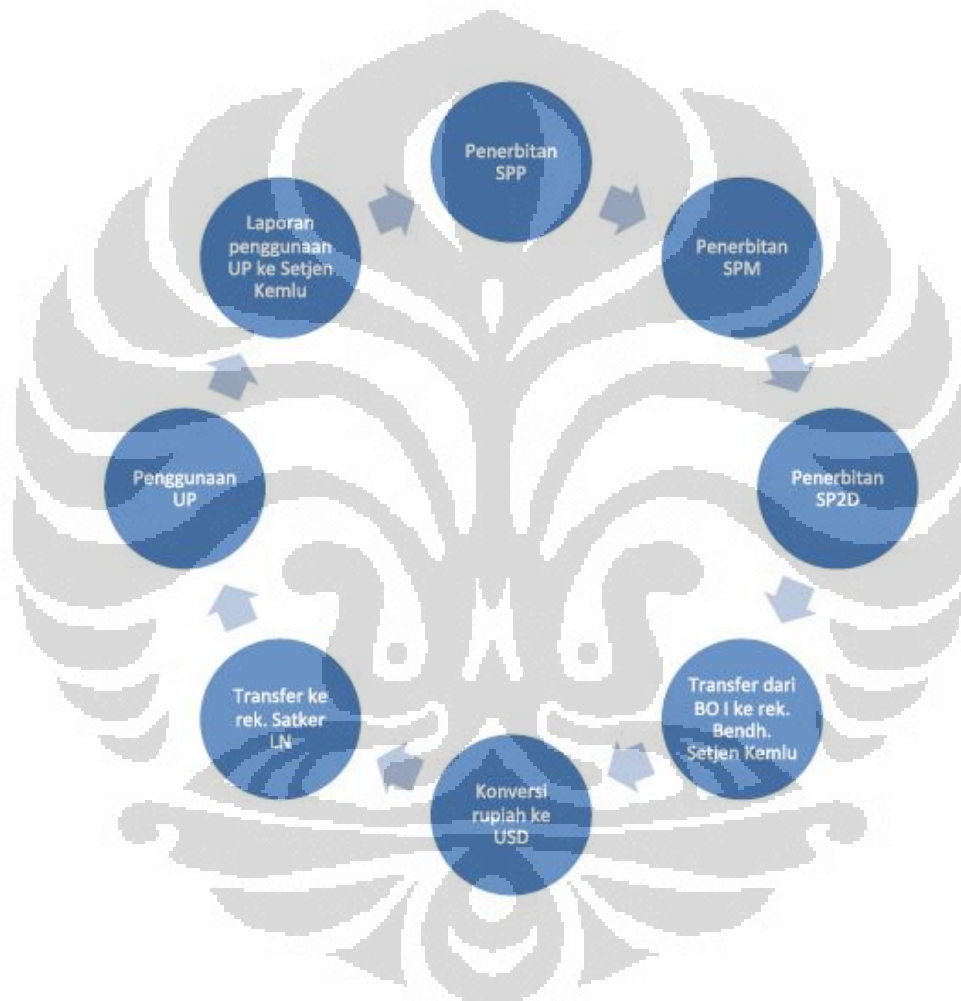 Penerbitan
SPP
Penerbitan
SPM
Penerbitan
SP2D
Transfer dari
BO I ke rek.
Bendh.
Setjen Kemlu
Konversi
rupiah ke
USD
Transfer ke
rek. Satker
LN
Penggunaan
UP
Laporan
penggunaan
UP ke Setjen
Kemlu